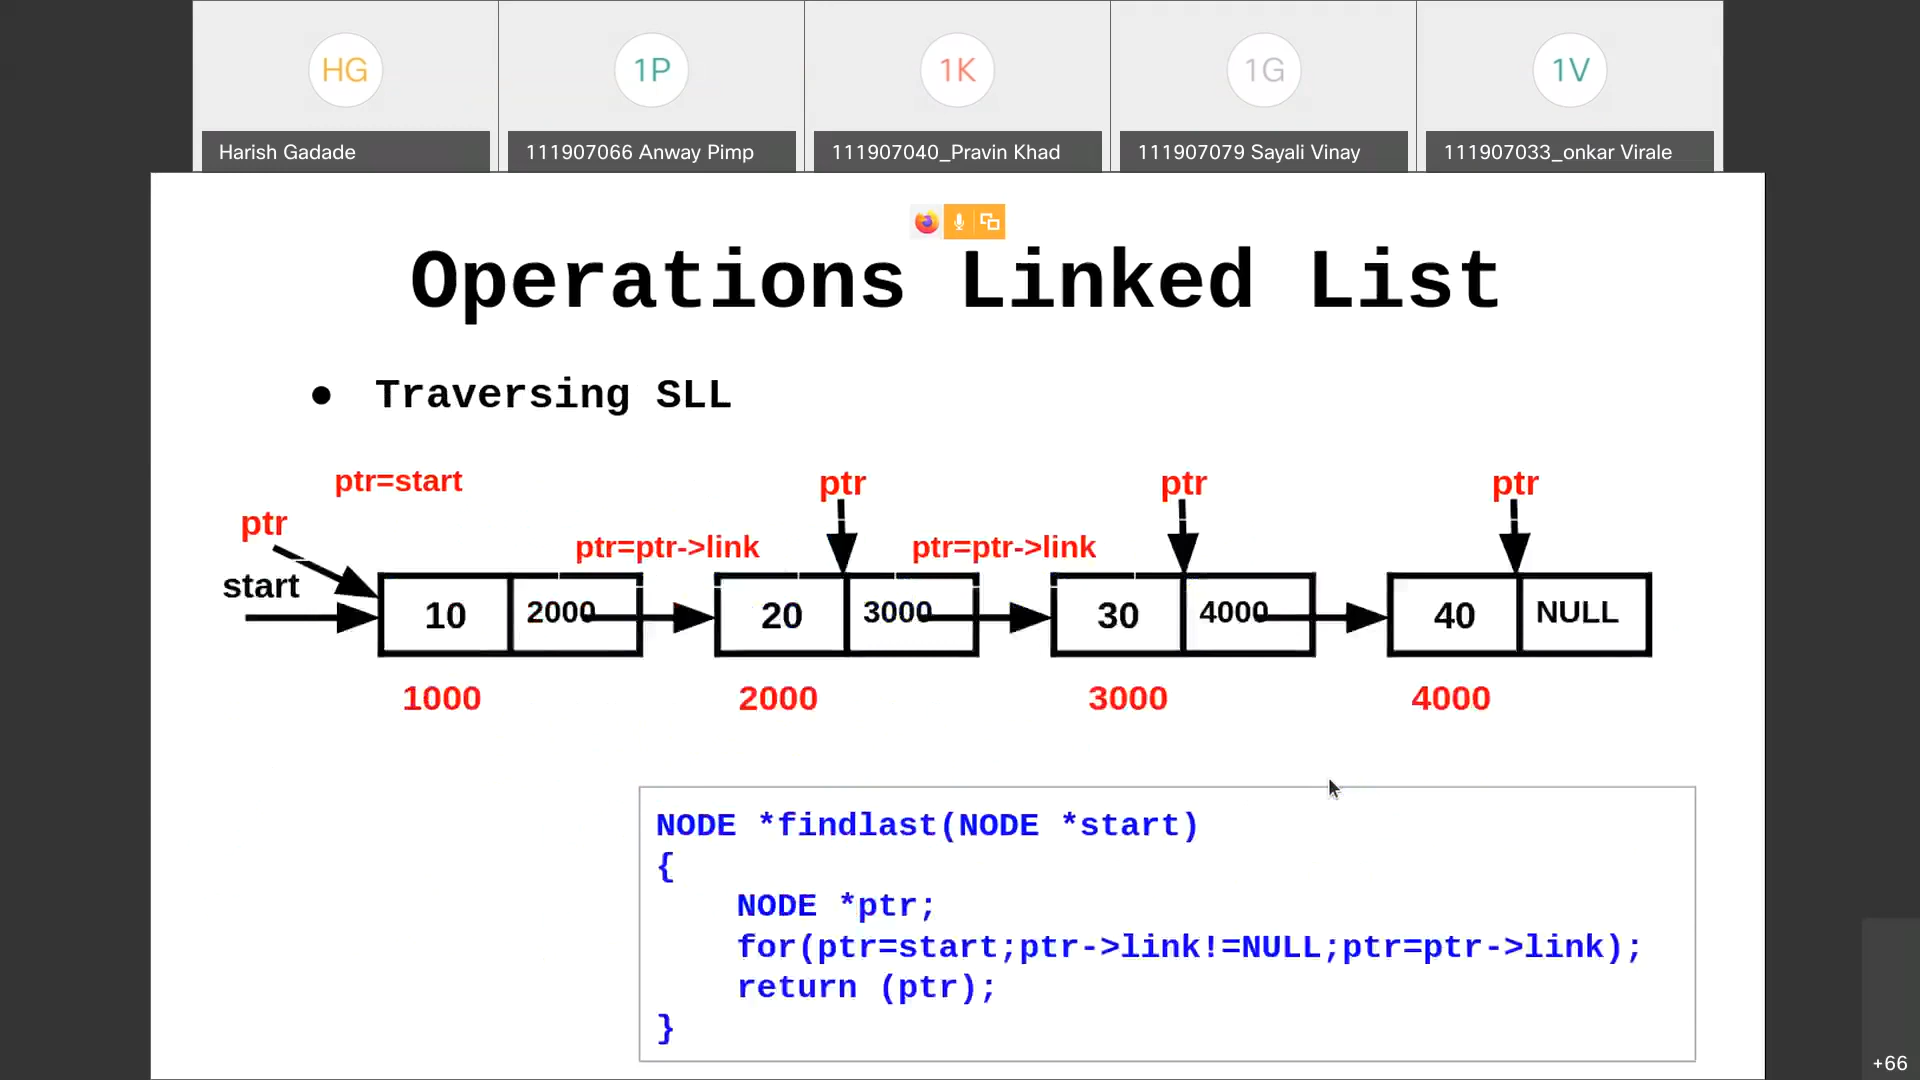 HG
1P
1K
1G
1V
Harish Gadade
111907066 Anway Pimp
111907040_Pravin Khad
111907079 Sayali Vinay
111907033_onkar Virale
Operations Linked List
● Traversing SLL
ptr=start
ptr
ptr
ptr
ptr
ptr=ptr->link
ptr=ptr->link
start
10
2000
20
3000
30
4000
40
NULL
1000
2000
3000
4000
NODE *findlast(NODE *start)
{
NODE *ptr;
for(ptr=start;ptr->link!=NULL;ptr=ptr->link);
return (ptr);
}
+66